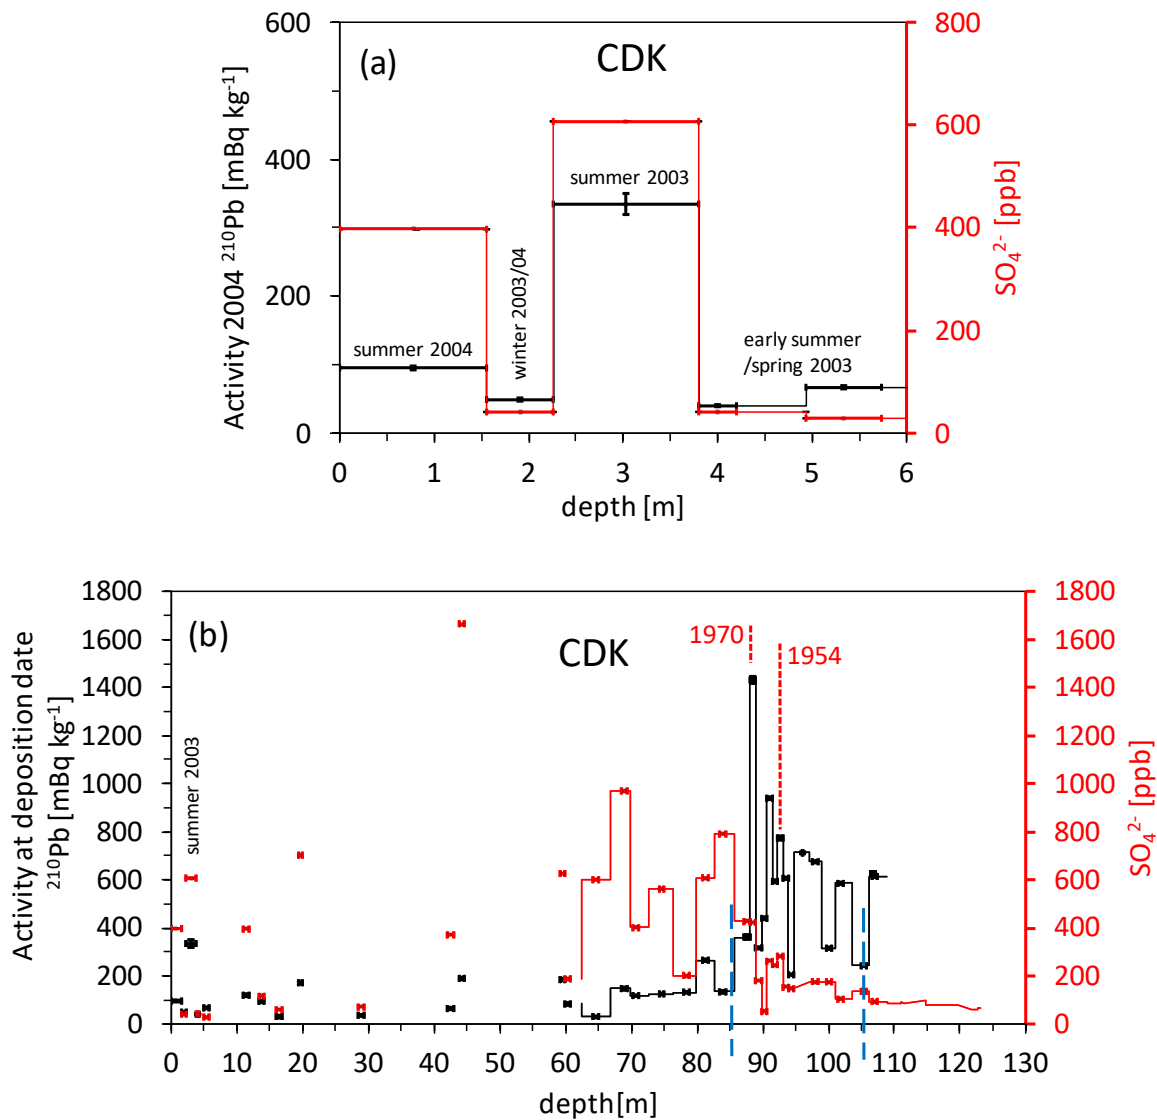 (a)
CDK
Activity 2004 ²¹⁰Pb [mBq kg⁻¹]
600
400
200
0
800
600
400
200
0
SO₄²⁻ [ppb]
summer 2004
winter 2003/04
summer 2003
early summer
/spring 2003
0 1 2 3 4 5 6
depth [m]
(b)
CDK
Activity at deposition date
²¹⁰Pb [mBq kg⁻¹]
1800
1600
1400
1200
1000
800
600
400
200
0
summer 2003
1970
1954
1800
1600
1400
1200
1000
800
600
400
200
0
SO₄²⁻ [ppb]
0 10 20 30 40 50 60 70 80 90 100 110 120 130
depth[m]